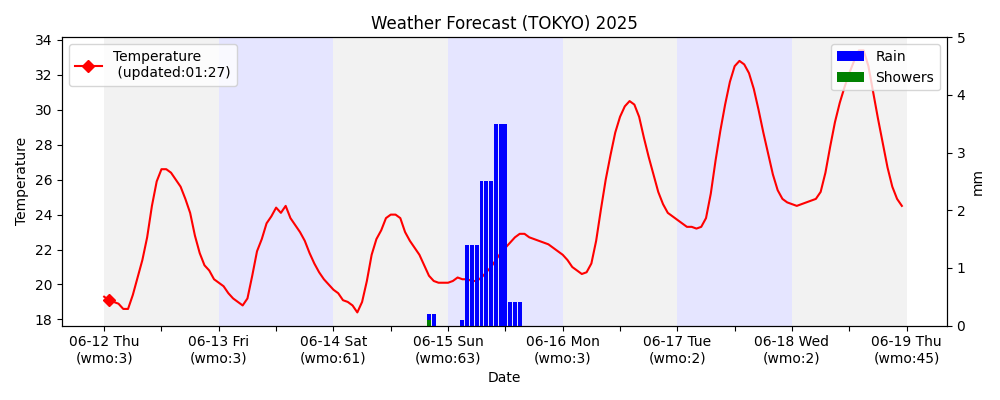 Weather Forecast (TOKYO) 2025
Temperature
(updated:01:27)
Rain
Showers
34
32
30
28
26
24
22
20
18
Temperature
5
4
3
2
1
0
mm
06-12 Thu
(wmo:3)
06-13 Fri
(wmo:3)
06-14 Sat
(wmo:61)
06-15 Sun
(wmo:63)
06-16 Mon
(wmo:3)
06-17 Tue
(wmo:2)
06-18 Wed
(wmo:2)
06-19 Thu
(wmo:45)
Date